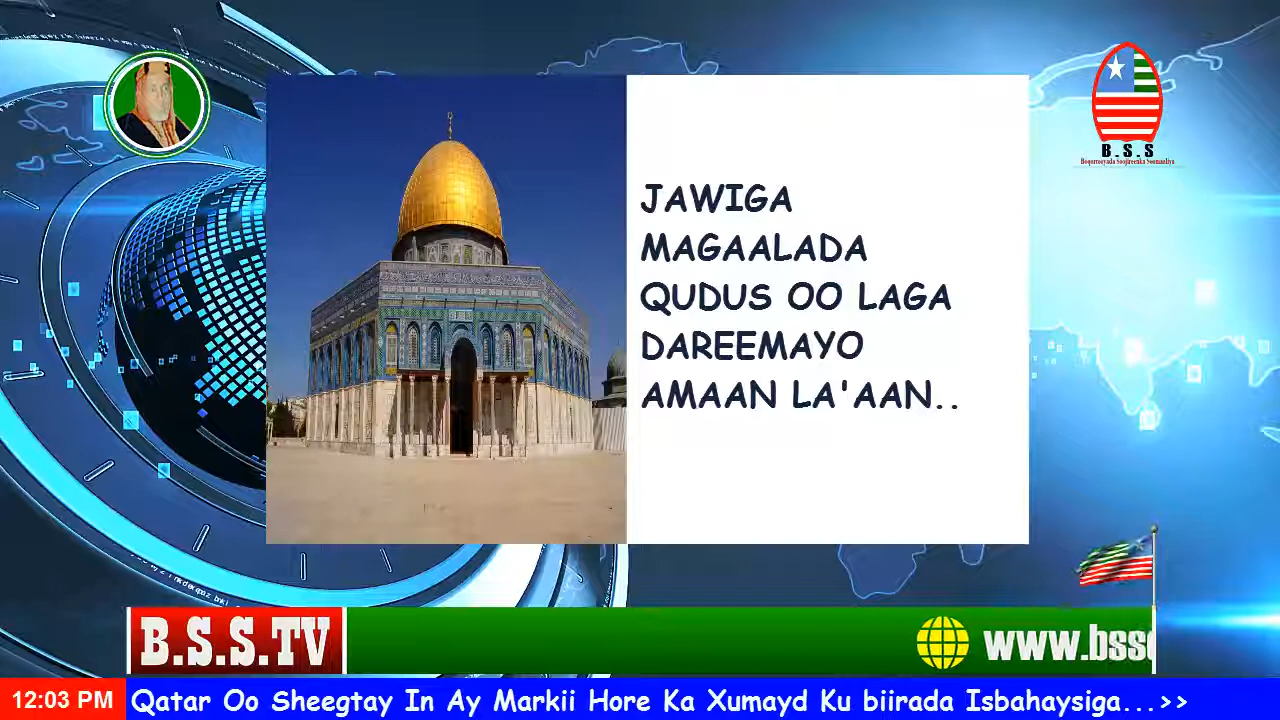 B.S.S
Boqortooyada Soojireenka Soomaaliya
JAWIGA
MAGAALADA
QUDUS OO LAGA
DAREEMAYO
AMAAN LA'AAN..
B.S.S.TV
www.bss
12:03 PM
Qatar Oo Sheegtay In Ay Markii Hore Ka Xumayd Ku biirada Isbahaysiga...>>